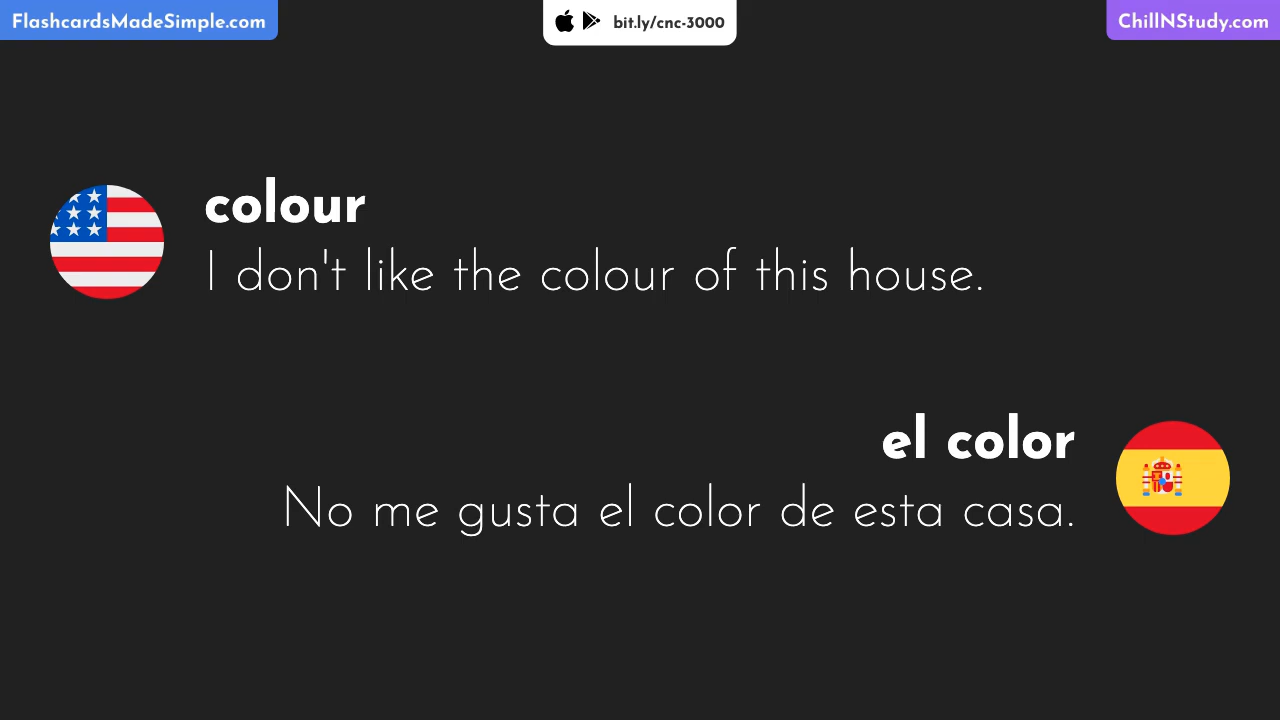 FlashcardsMadeSimple.com
bit.ly/cnc-3000
ChillNStudy.com
colour
I don't like the colour of this house.
el color
No me gusta el color de esta casa.